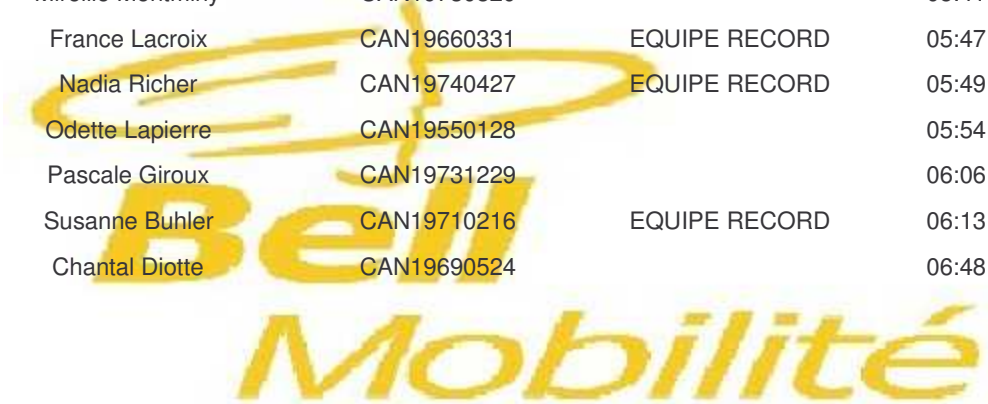 France Lacroix CAN19660331 EQUIPE RECORD 05:47
Nadia Richer CAN19740427 EQUIPE RECORD 05:49
Odette Lapierre CAN19550128 05:54
Pascale Giroux CAN19731229 06:06
Susanne Buhler CAN19710216 EQUIPE RECORD 06:13
Chantal Diotte CAN19690524 06:48
Bell
Mobilité